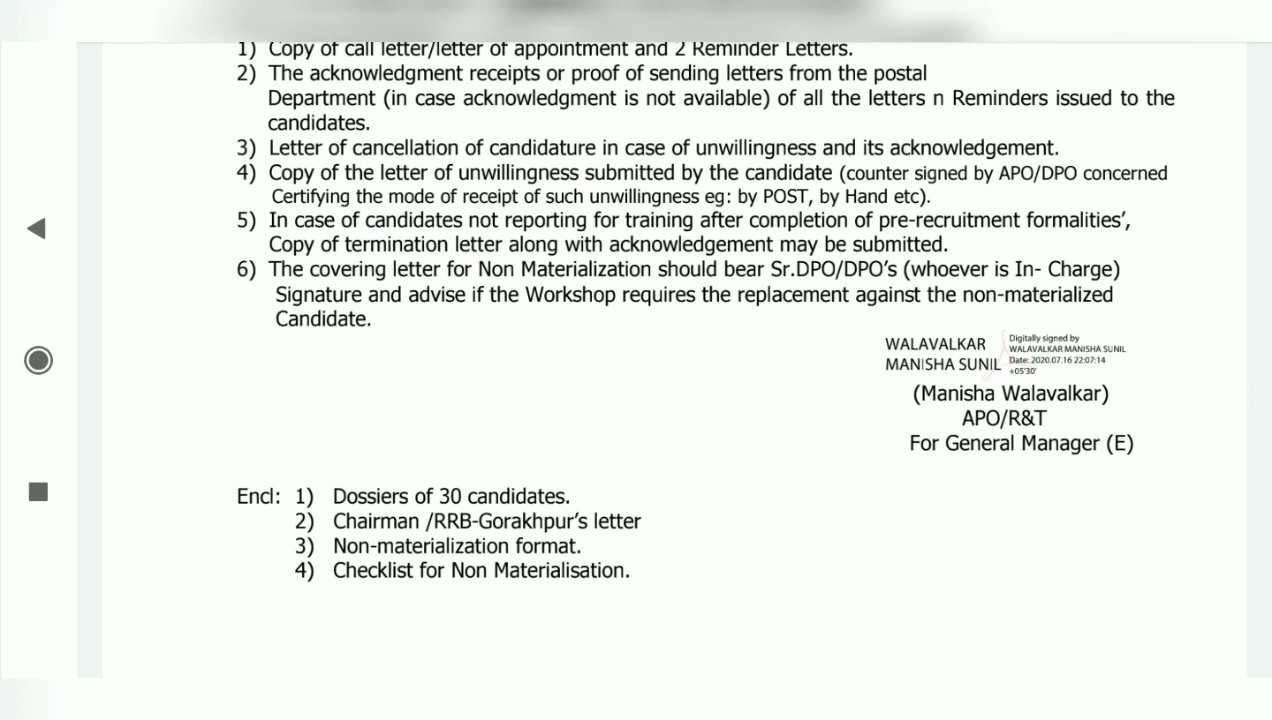 1) Copy of call letter/letter of appointment and 2 Reminder Letters.
2) The acknowledgment receipts or proof of sending letters from the postal
Department (in case acknowledgment is not available) of all the letters n Reminders issued to the
candidates.
3) Letter of cancellation of candidature in case of unwillingness and its acknowledgement.
4) Copy of the letter of unwillingness submitted by the candidate (counter signed by APO/DPO concerned
Certifying the mode of receipt of such unwillingness eg: by POST, by Hand etc).
5) In case of candidates not reporting for training after completion of pre-recruitment formalities’,
Copy of termination letter along with acknowledgement may be submitted.
6) The covering letter for Non Materialization should bear Sr.DPO/DPO’s (whoever is In- Charge)
Signature and advise if the Workshop requires the replacement against the non-materialized
Candidate.
WALAVALKAR
MANISHA SUNIL
Digitally signed by
WALAVALKAR MANISHA SUNIL
Date: 2020.07.16 22:07:14
+05'30'
(Manisha Walavalkar)
APO/R&T
For General Manager (E)
Encl: 1) Dossiers of 30 candidates.
2) Chairman /RRB-Gorakhpur’s letter
3) Non-materialization format.
4) Checklist for Non Materialisation.